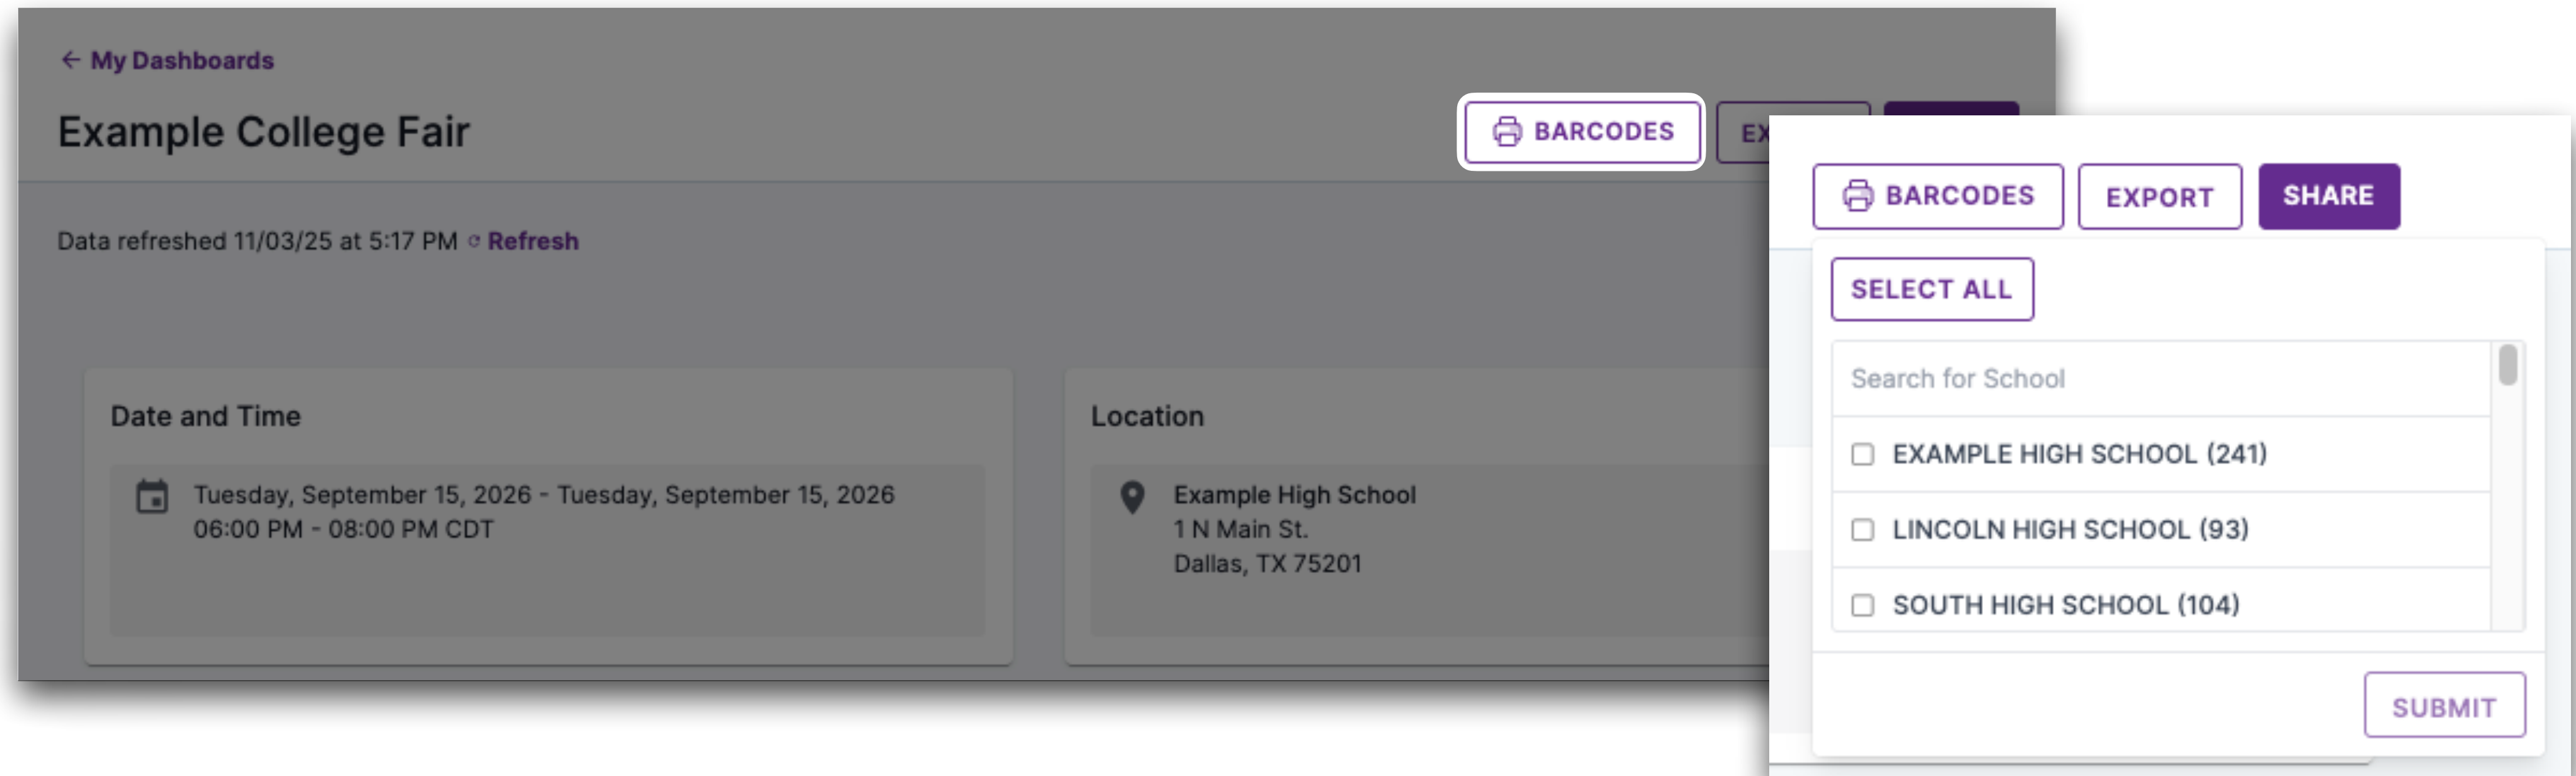 ← My Dashboards
Example College Fair
BARCODES
EX
Data refreshed 11/03/25 at 5:17 PM Refresh
Date and Time
Tuesday, September 15, 2026 - Tuesday, September 15, 2026
06:00 PM - 08:00 PM CDT
Location
Example High School
1 N Main St.
Dallas, TX 75201
BARCODES EXPORT SHARE
SELECT ALL
Search for School
EXAMPLE HIGH SCHOOL (241)
LINCOLN HIGH SCHOOL (93)
SOUTH HIGH SCHOOL (104)
SUBMIT